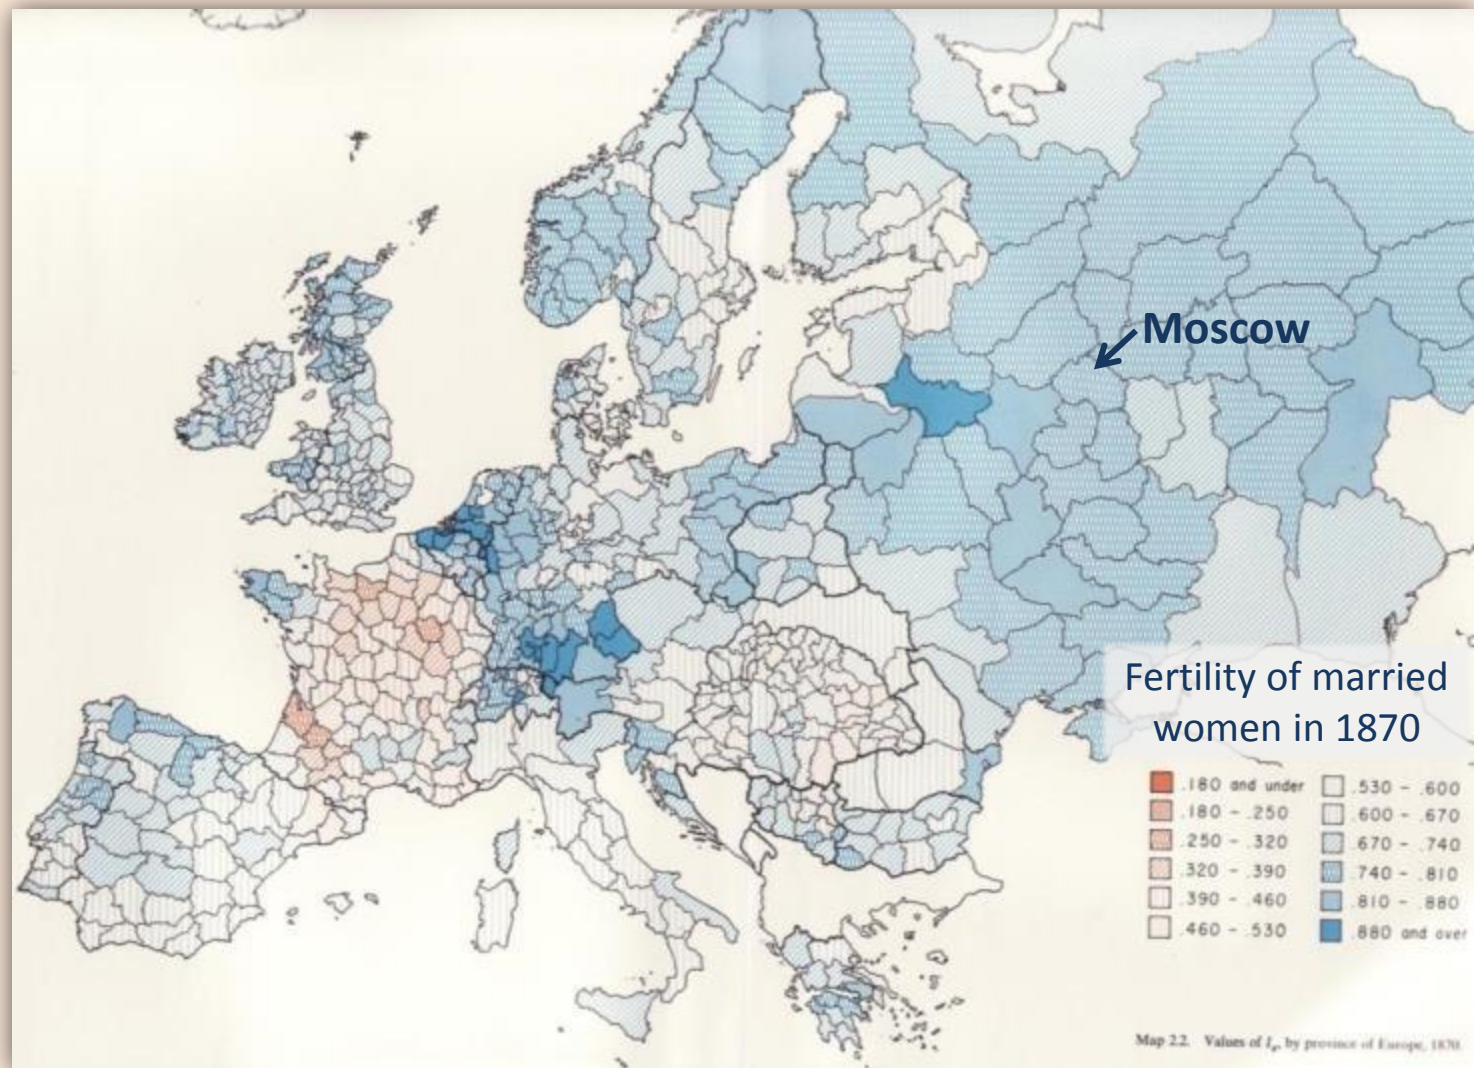 Moscow
Fertility of married
women in 1870
.180 and under
.180 - .250
.250 - .320
.320 - .390
.390 - .460
.460 - .530
.530 - .600
.600 - .670
.670 - .740
.740 - .810
.810 - .880
.880 and over
Map 2.2. Values of Ig, by province of Europe, 1870.